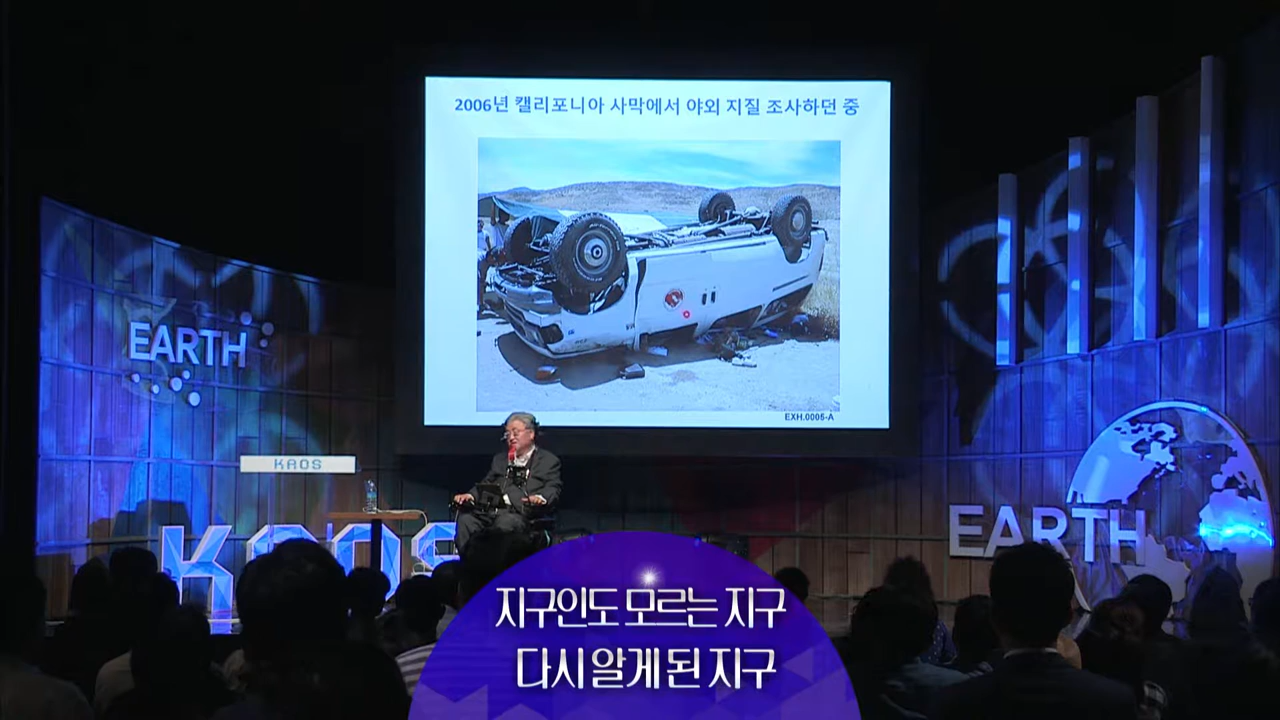 2006년 캘리포니아 사막에서 야외 지질 조사하던 중
EXH.0005-A
EARTH
KAOS
KAOS
EARTH
지구인도 모르는 지구
다시 알게 된 지구